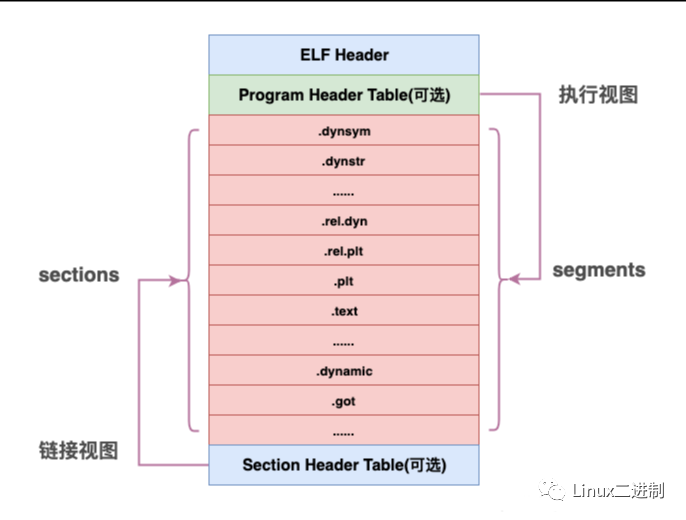 ELF Header
Program Header Table(可选)
执行视图
.dynsym
.dynstr
......
.rel.dyn
.rel.plt
sections
segments
.plt
.text
......
.dynamic
.got
......
链接视图
Section Header Table(可选)
Linux二进制